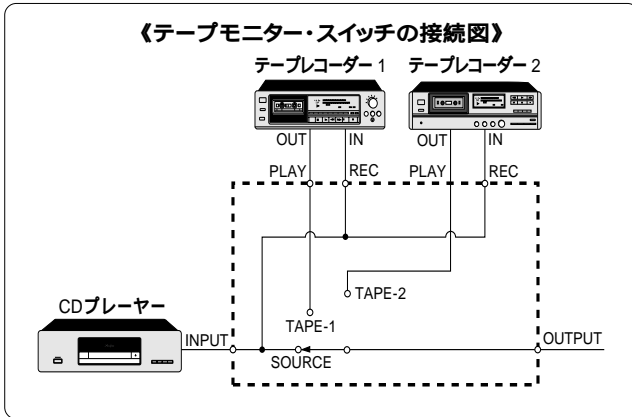 《テープモニター・スイッチの接続図》
テープレコーダー 1 テープレコーダー 2
OUT IN OUT IN
PLAY REC PLAY REC
TAPE-2
CDプレーヤー
TAPE-1
INPUT OUTPUT
SOURCE